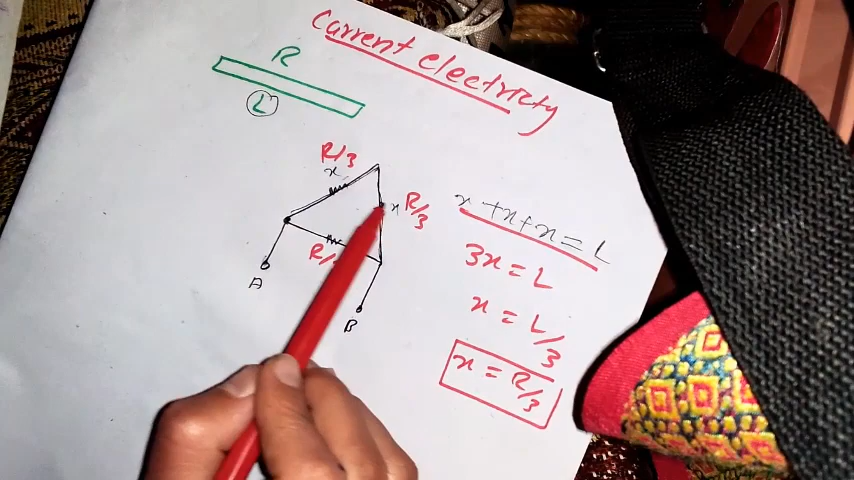 Current electricity
R
L
R/3
x
x R/3
R/
A
B
x+x+x=L
3x=L
x=L/3
x=R/3